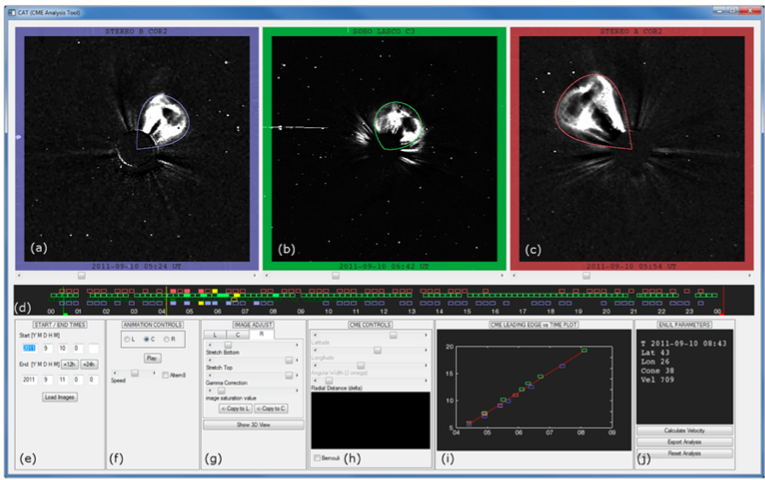 CAT (CME Analysis Tool)
STEREO B COR2
SOHO LASCO C3
STEREO A COR2
(a)
(b)
(c)
2011-09-10 05:24 UT
2011-09-10 06:42 UT
2011-09-10 05:54 UT
(d)
00 01 02 03 04 05 06 07 08 09 10 11 12 13 14 15 16 17 18 19 20 21 22 23 00
START / END TIMES
Start [Y M D H M]
2011 9 10 0
End [Y M D H M] +12h +24h
2011 9 11 0 0
Load Images
(e)
ANIMATION CONTROLS
L C R
Play
Speed
(f)
IMAGE ADJUST
L C R
Stretch Bottom
Stretch Top
Gamma Correction
image saturation value
<-Copy to L <-Copy to C
Show 3D View
(g)
CME CONTROLS
Latitude
Longitude
Angular Width (1 omega)
Radial Distance (delta)
Bernoulli
(h)
CME LEADING EDGE vs TIME PLOT
20
15
10
5
04 05 06 07 08 09
(i)
ENLIL PARAMETERS
T 2011-09-10 08:43
Lat 43
Lon 26
Cone 38
Vel 709
Calculate Velocity
Export Analysis
Reset Analysis
(j)